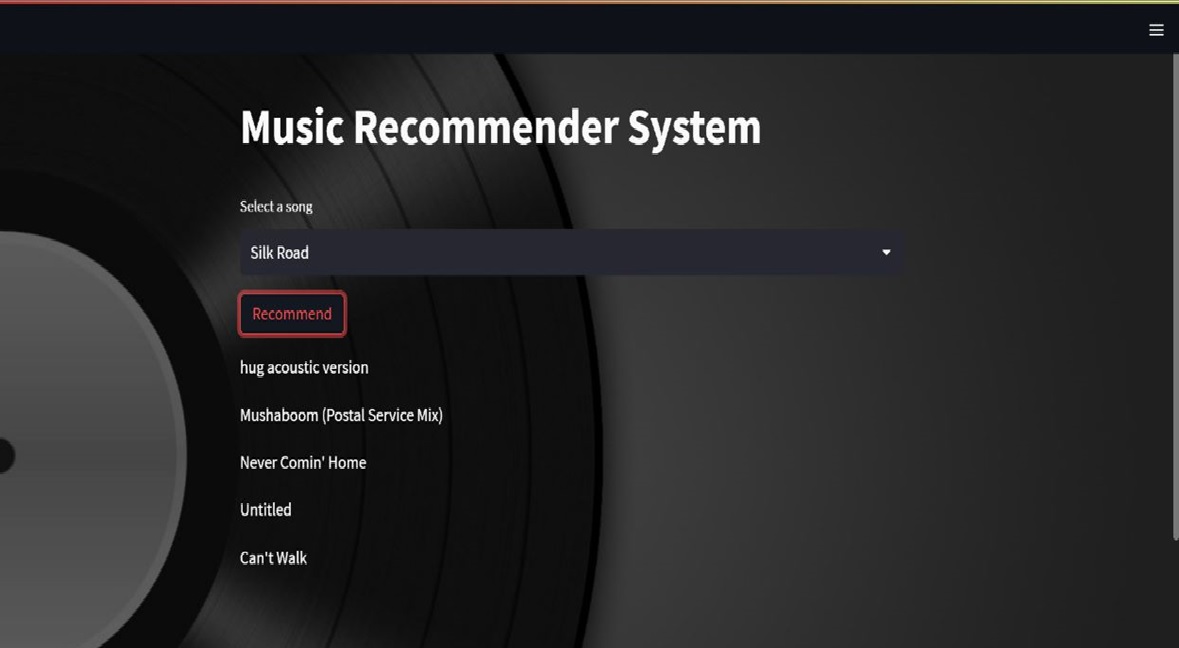 Music Recommender System
Select a song
Silk Road
Recommend
hug acoustic version
Mushaboom (Postal Service Mix)
Never Comin' Home
Untitled
Can't Walk